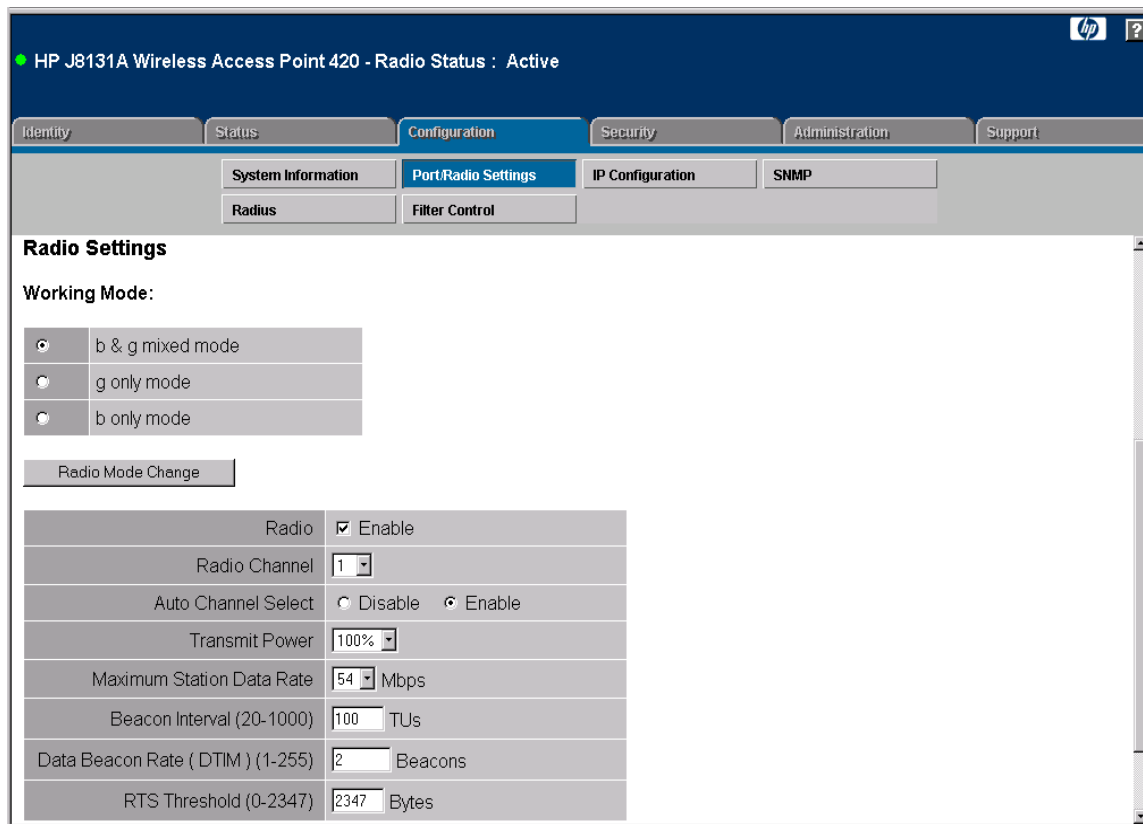 hp ?
HP J8131A Wireless Access Point 420 - Radio Status : Active
Identity Status Configuration Security Administration Support
System Information Port/Radio Settings IP Configuration SNMP
Radius Filter Control
Radio Settings
Working Mode:
b & g mixed mode
g only mode
b only mode
Radio Mode Change
Radio Enable
Radio Channel 1
Auto Channel Select Disable Enable
Transmit Power 100%
Maximum Station Data Rate 54 Mbps
Beacon Interval (20-1000) 100 TUs
Data Beacon Rate ( DTIM ) (1-255) 2 Beacons
RTS Threshold (0-2347) 2347 Bytes